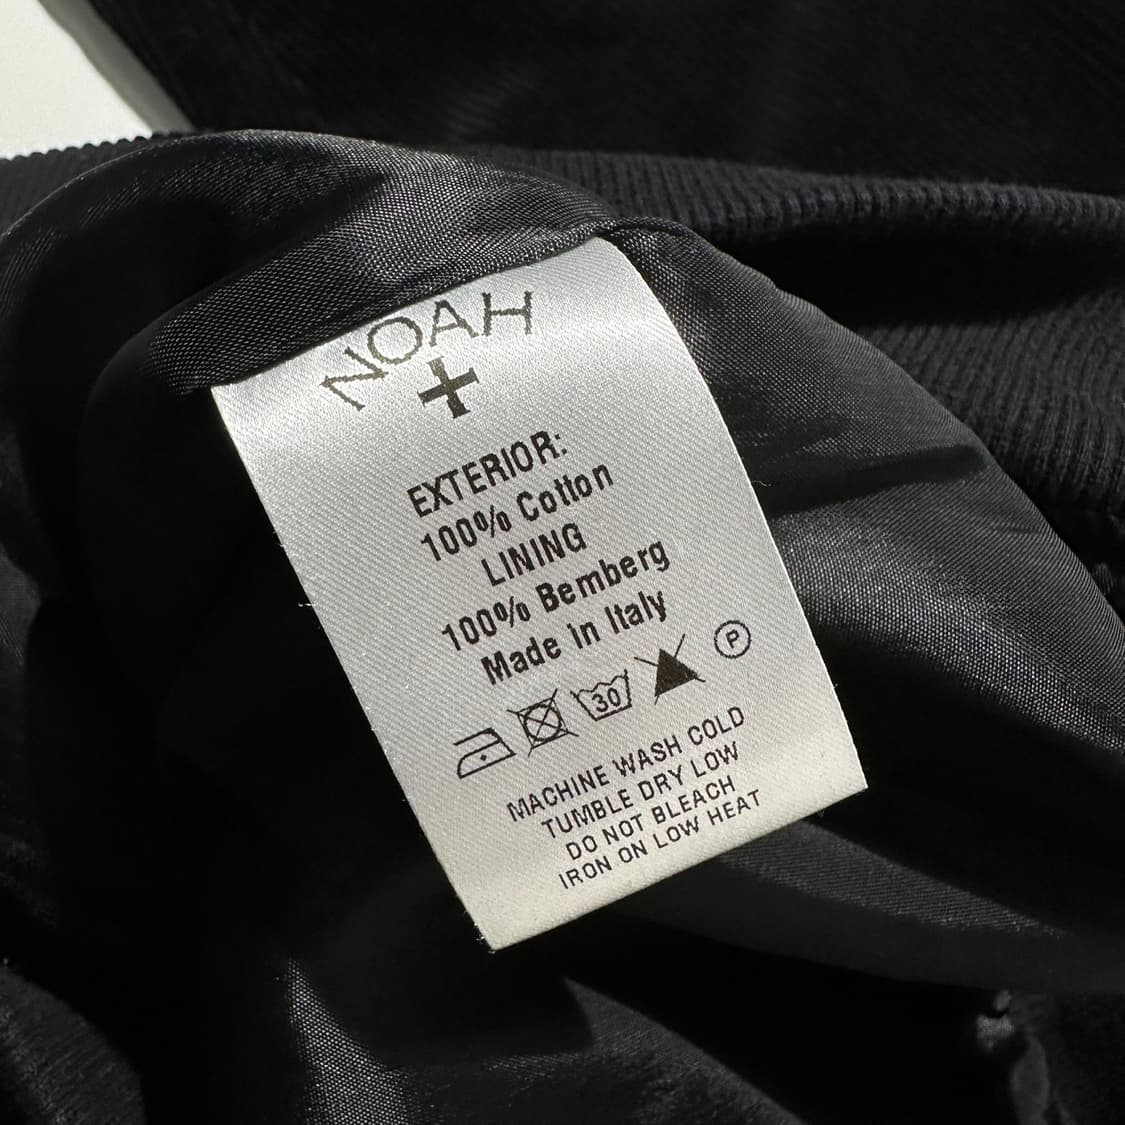 NOAH
EXTERIOR:
100% Cotton
LINING
100% Bemberg
Made in Italy
30 P
MACHINE WASH COLD
TUMBLE DRY LOW
DO NOT BLEACH
IRON ON LOW HEAT